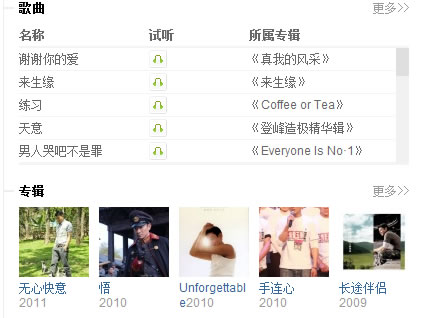 歌曲 更多>>
名称 试听 所属专辑
谢谢你的爱 《真我的风采》
来生缘 《来生缘》
练习 《Coffee or Tea》
天意 《登峰造极精华辑》
男人哭吧不是罪 《Everyone Is No·1》
专辑 更多>>
无心快意 悟 Unforgettabl 手连心 长途伴侣
2011 2010 e2010 2010 2009